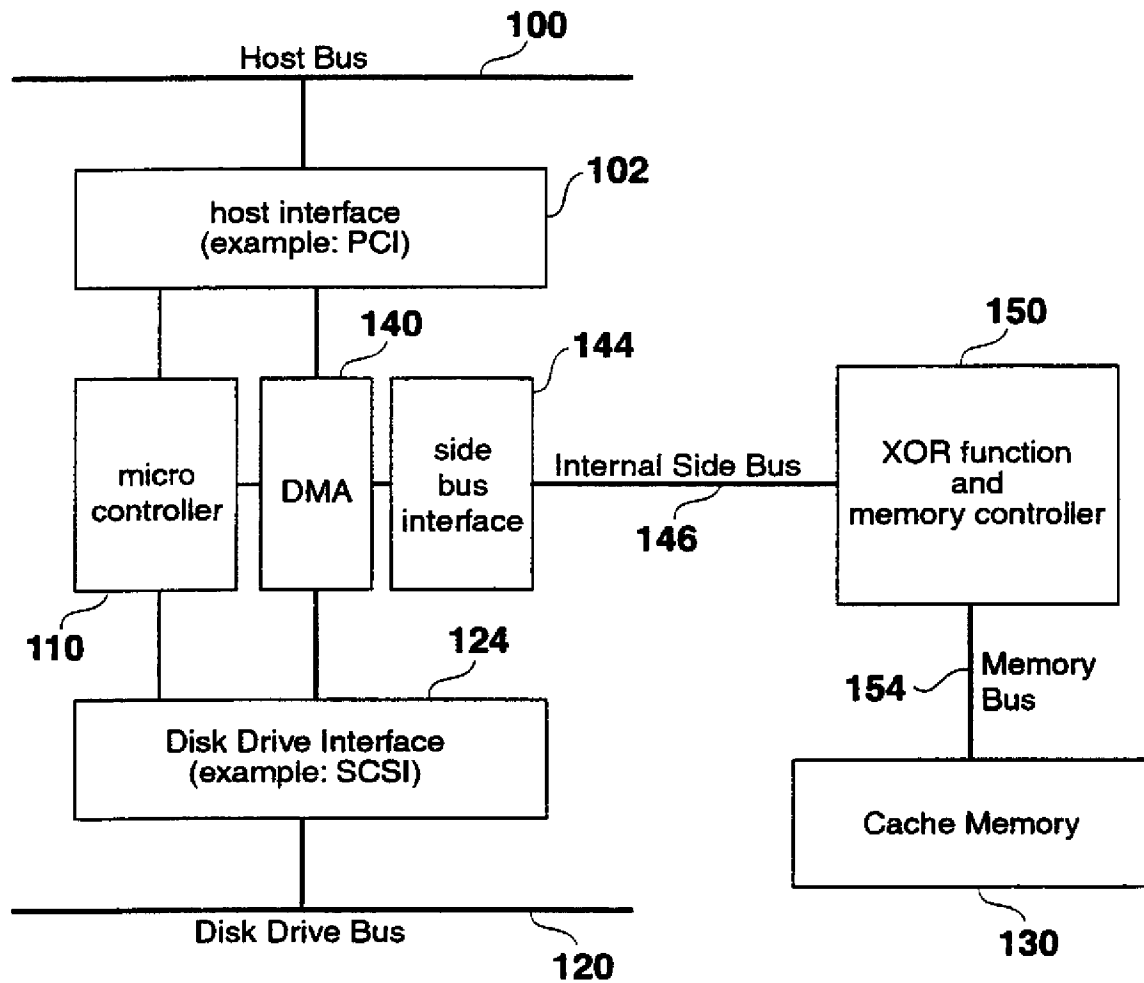 100
Host Bus
102
host interface
(example: PCI)
140
144
150
micro
controller
DMA
side
bus
interface
Internal Side Bus
146
XOR function
and
memory controller
110
124
154
Memory
Bus
Disk Drive Interface
(example: SCSI)
Cache Memory
Disk Drive Bus
120
130